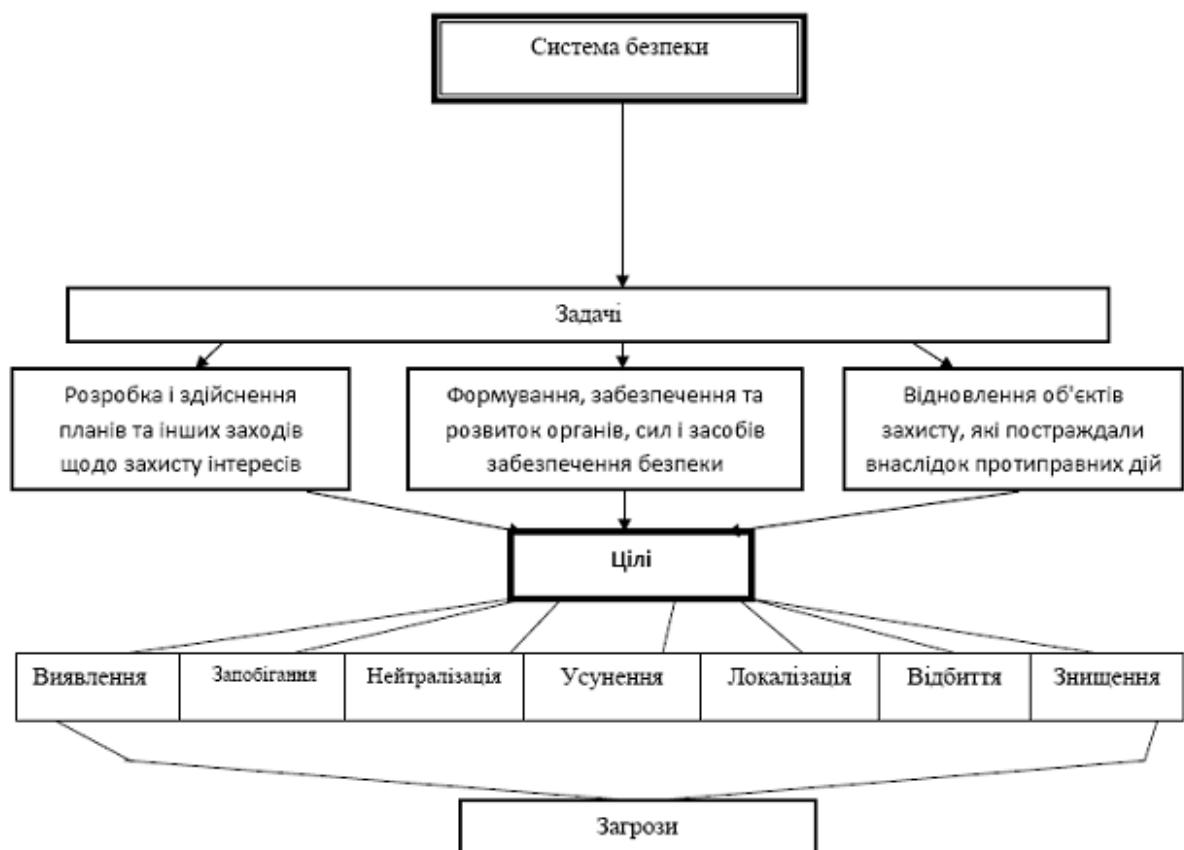 Система безпеки
Задачі
Розробка і здійснення
планів та інших заходів
щодо захисту інтересів
Формування, забезпечення та
розвиток органів, сил і засобів
забезпечення безпеки
Відновлення об'єктів
захисту, які постраждали
внаслідок протиправних дій
Цілі
Виявлення
Запобігання
Нейтралізація
Усунення
Локалізація
Відбиття
Знищення
Загрози